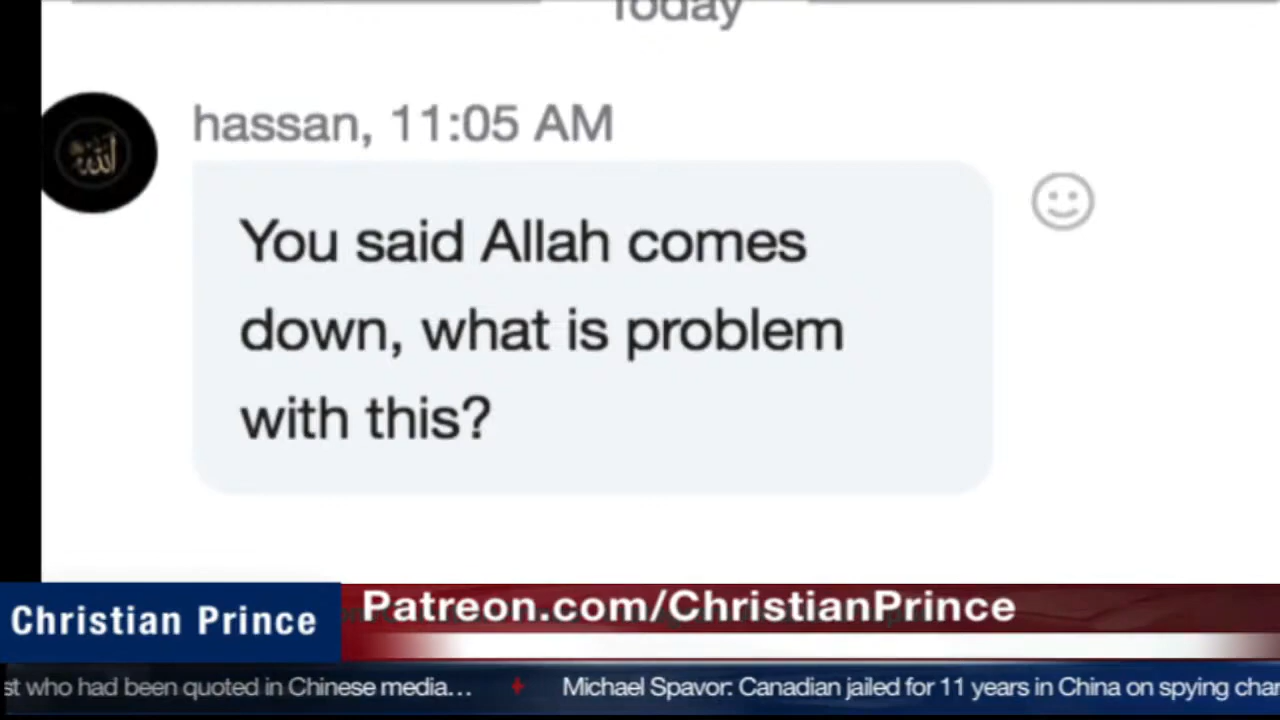 Today
hassan, 11:05 AM
الله
You said Allah comes
down, what is problem
with this?
Christian Prince
Patreon.com/ChristianPrince
st who had been quoted in Chinese media... ♦ Michael Spavor: Canadian jailed for 11 years in China on spying char